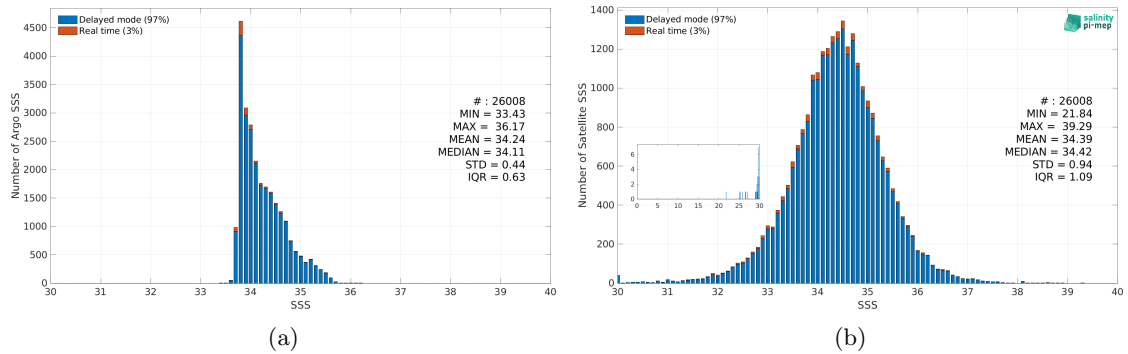 Delayed mode (97%)
Real time (3%)
4500
4000
3500
3000
2500
2000
1500
1000
500
0
Number of Argo SSS
# : 26008
MIN = 33.43
MAX = 36.17
MEAN = 34.24
MEDIAN = 34.11
STD = 0.44
IQR = 0.63
30 31 32 33 34 35 36 37 38 39 40
SSS
(a)
Delayed mode (97%)
Real time (3%)
salinity
pi-mep
1400
1200
1000
800
600
400
200
0
Number of Satellite SSS
# : 26008
MIN = 21.84
MAX = 39.29
MEAN = 34.39
MEDIAN = 34.42
STD = 0.94
IQR = 1.09
6
4
2
0
0 5 10 15 20 25 30
30 31 32 33 34 35 36 37 38 39 40
SSS
(b)